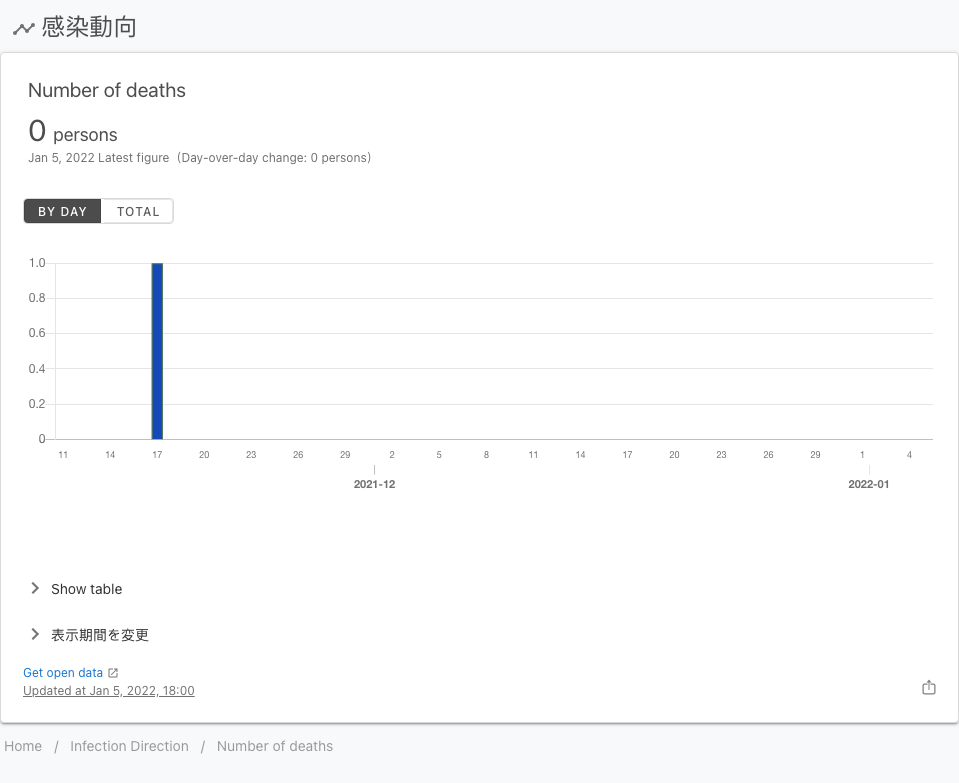 感染動向
Number of deaths
0 persons
Jan 5, 2022 Latest figure (Day-over-day change: 0 persons)
BY DAY TOTAL
1.0
0.8
0.6
0.4
0.2
0
11 14 17 20 23 26 29 2 5 8 11 14 17 20 23 26 29 1 4
2021-12 2022-01
Show table
表示期間を変更
Get open data
Updated at Jan 5, 2022, 18:00
Home / Infection Direction / Number of deaths